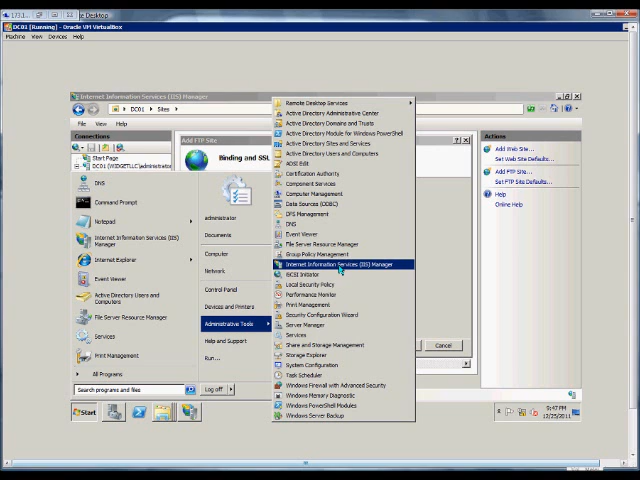 e Desktop
DC01 [Running] - Oracle VM VirtualBox
Machine View Devices Help
Internet Information Services (IIS) Manager
DC01 Sites
File View Help
Connections
Start Page
DC01 (WIDGETLLC\administrator
Add FTP Site
Binding and SSL
Actions
Add Web Site...
Set Web Site Defaults...
Add FTP Site...
Set FTP Site Defaults...
Help
Online Help
Cancel
DNS
Command Prompt
Notepad
Internet Information Services (IIS)
Manager
Internet Explorer
Event Viewer
Active Directory Users and
Computers
File Server Resource Manager
Services
Print Management
All Programs
Search programs and files
administrator
Documents
Computer
Network
Control Panel
Devices and Printers
Administrative Tools
Help and Support
Run...
Log off
Remote Desktop Services
Active Directory Administrative Center
Active Directory Domains and Trusts
Active Directory Module for Windows PowerShell
Active Directory Sites and Services
Active Directory Users and Computers
ADSI Edit
Certification Authority
Component Services
Computer Management
Data Sources (ODBC)
DFS Management
DNS
Event Viewer
File Server Resource Manager
Group Policy Management
Internet Information Services (IIS) Manager
iSCSI Initiator
Local Security Policy
Performance Monitor
Print Management
Security Configuration Wizard
Server Manager
Services
Share and Storage Management
Storage Explorer
System Configuration
Task Scheduler
Windows Firewall with Advanced Security
Windows Memory Diagnostic
Windows PowerShell Modules
Windows Server Backup
Start
9:47 PM
12/25/2011